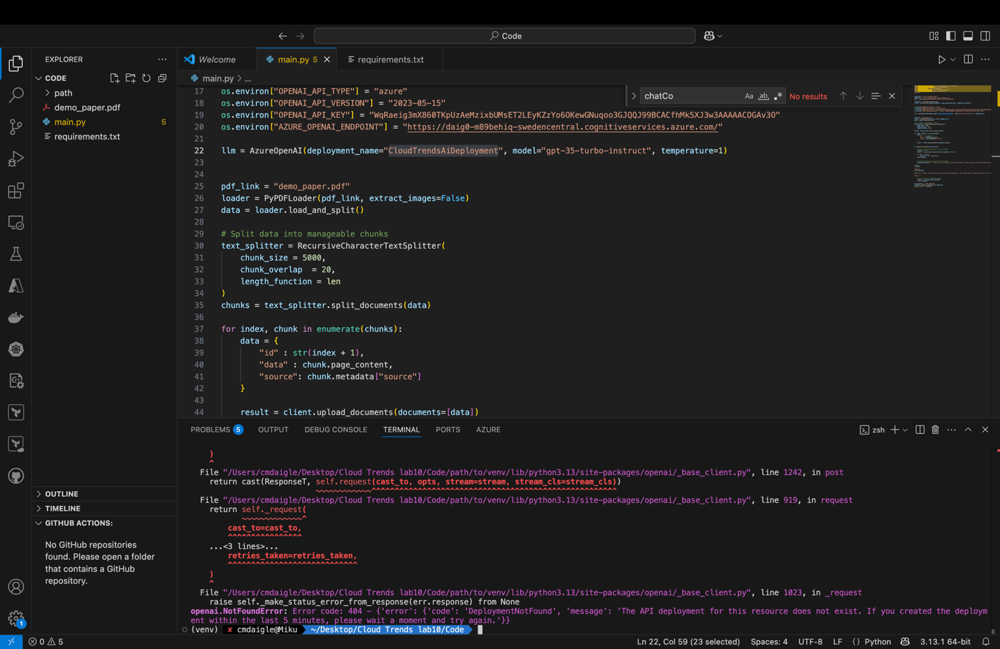 Code
EXPLORER
CODE
path
demo_paper.pdf
main.py 5
requirements.txt
OUTLINE
TIMELINE
GITHUB ACTIONS:
No GitHub repositories
found. Please open a folder
that contains a GitHub
repository.
Welcome main.py 5 requirements.txt
main.py > ...
chatCo Aa ab .* No results
17 os.environ["OPENAI_API_TYPE"] = "azure"
18 os.environ["OPENAI_API_VERSION"] = "2023-05-15"
19 os.environ["OPENAI_API_KEY"] = "WqRaeig3mX860TKpUzAeMzixbUMsET2LEyKZzYo6OKewGNuqoo3GJQQJ99BCACfhMk5XJ3w3AAAAACOGAv3O"
20 os.environ["AZURE_OPENAI_ENDPOINT"] = "https://daig0-m89behiq-swedencentral.cognitiveservices.azure.com/"
21
22 llm = AzureOpenAI(deployment_name="CloudTrendsAiDeployment", model="gpt-35-turbo-instruct", temperature=1)
23
24
25 pdf_link = "demo_paper.pdf"
26 loader = PyPDFLoader(pdf_link, extract_images=False)
27 data = loader.load_and_split()
28
29 # Split data into manageable chunks
30 text_splitter = RecursiveCharacterTextSplitter(
31 chunk_size = 5000,
32 chunk_overlap  = 20,
33 length_function = len
34 )
35 chunks = text_splitter.split_documents(data)
36
37 for index, chunk in enumerate(chunks):
38 data = {
39 "id" : str(index + 1),
40 "data" : chunk.page_content,
41 "source": chunk.metadata["source"]
42 }
43
44 result = client.upload_documents(documents=[data])
PROBLEMS 5 OUTPUT DEBUG CONSOLE TERMINAL PORTS AZURE zsh
)
^
File "/Users/cmdaigle/Desktop/Cloud Trends lab10/Code/path/to/venv/lib/python3.13/site-packages/openai/_base_client.py", line 1242, in post
return cast(ResponseT, self.request(cast_to, opts, stream=stream, stream_cls=stream_cls))
~~~~~~~~~~~~^^^^^^^^^^^^^^^^^^^^^^^^^^^^^^^^^^^^^^^^^^^^^^^^^^^
File "/Users/cmdaigle/Desktop/Cloud Trends lab10/Code/path/to/venv/lib/python3.13/site-packages/openai/_base_client.py", line 919, in request
return self._request(
~~~~~~~~~~~~~^
cast_to=cast_to,
^^^^^^^^^^^^^^^^
...<3 lines>...
retries_taken=retries_taken,
^^^^^^^^^^^^^^^^^^^^^^^^^^^^
)
^
File "/Users/cmdaigle/Desktop/Cloud Trends lab10/Code/path/to/venv/lib/python3.13/site-packages/openai/_base_client.py", line 1023, in _request
raise self._make_status_error_from_response(err.response) from None
openai.NotFoundError: Error code: 404 - {'error': {'code': 'DeploymentNotFound', 'message': 'The API deployment for this resource does not exist. If you created the deploym
ent within the last 5 minutes, please wait a moment and try again.'}}
(venv) ✘ cmdaigle@Miku ~/Desktop/Cloud Trends lab10/Code
1
0 5 Ln 22, Col 59 (23 selected) Spaces: 4 UTF-8 LF {} Python 3.13.1 64-bit